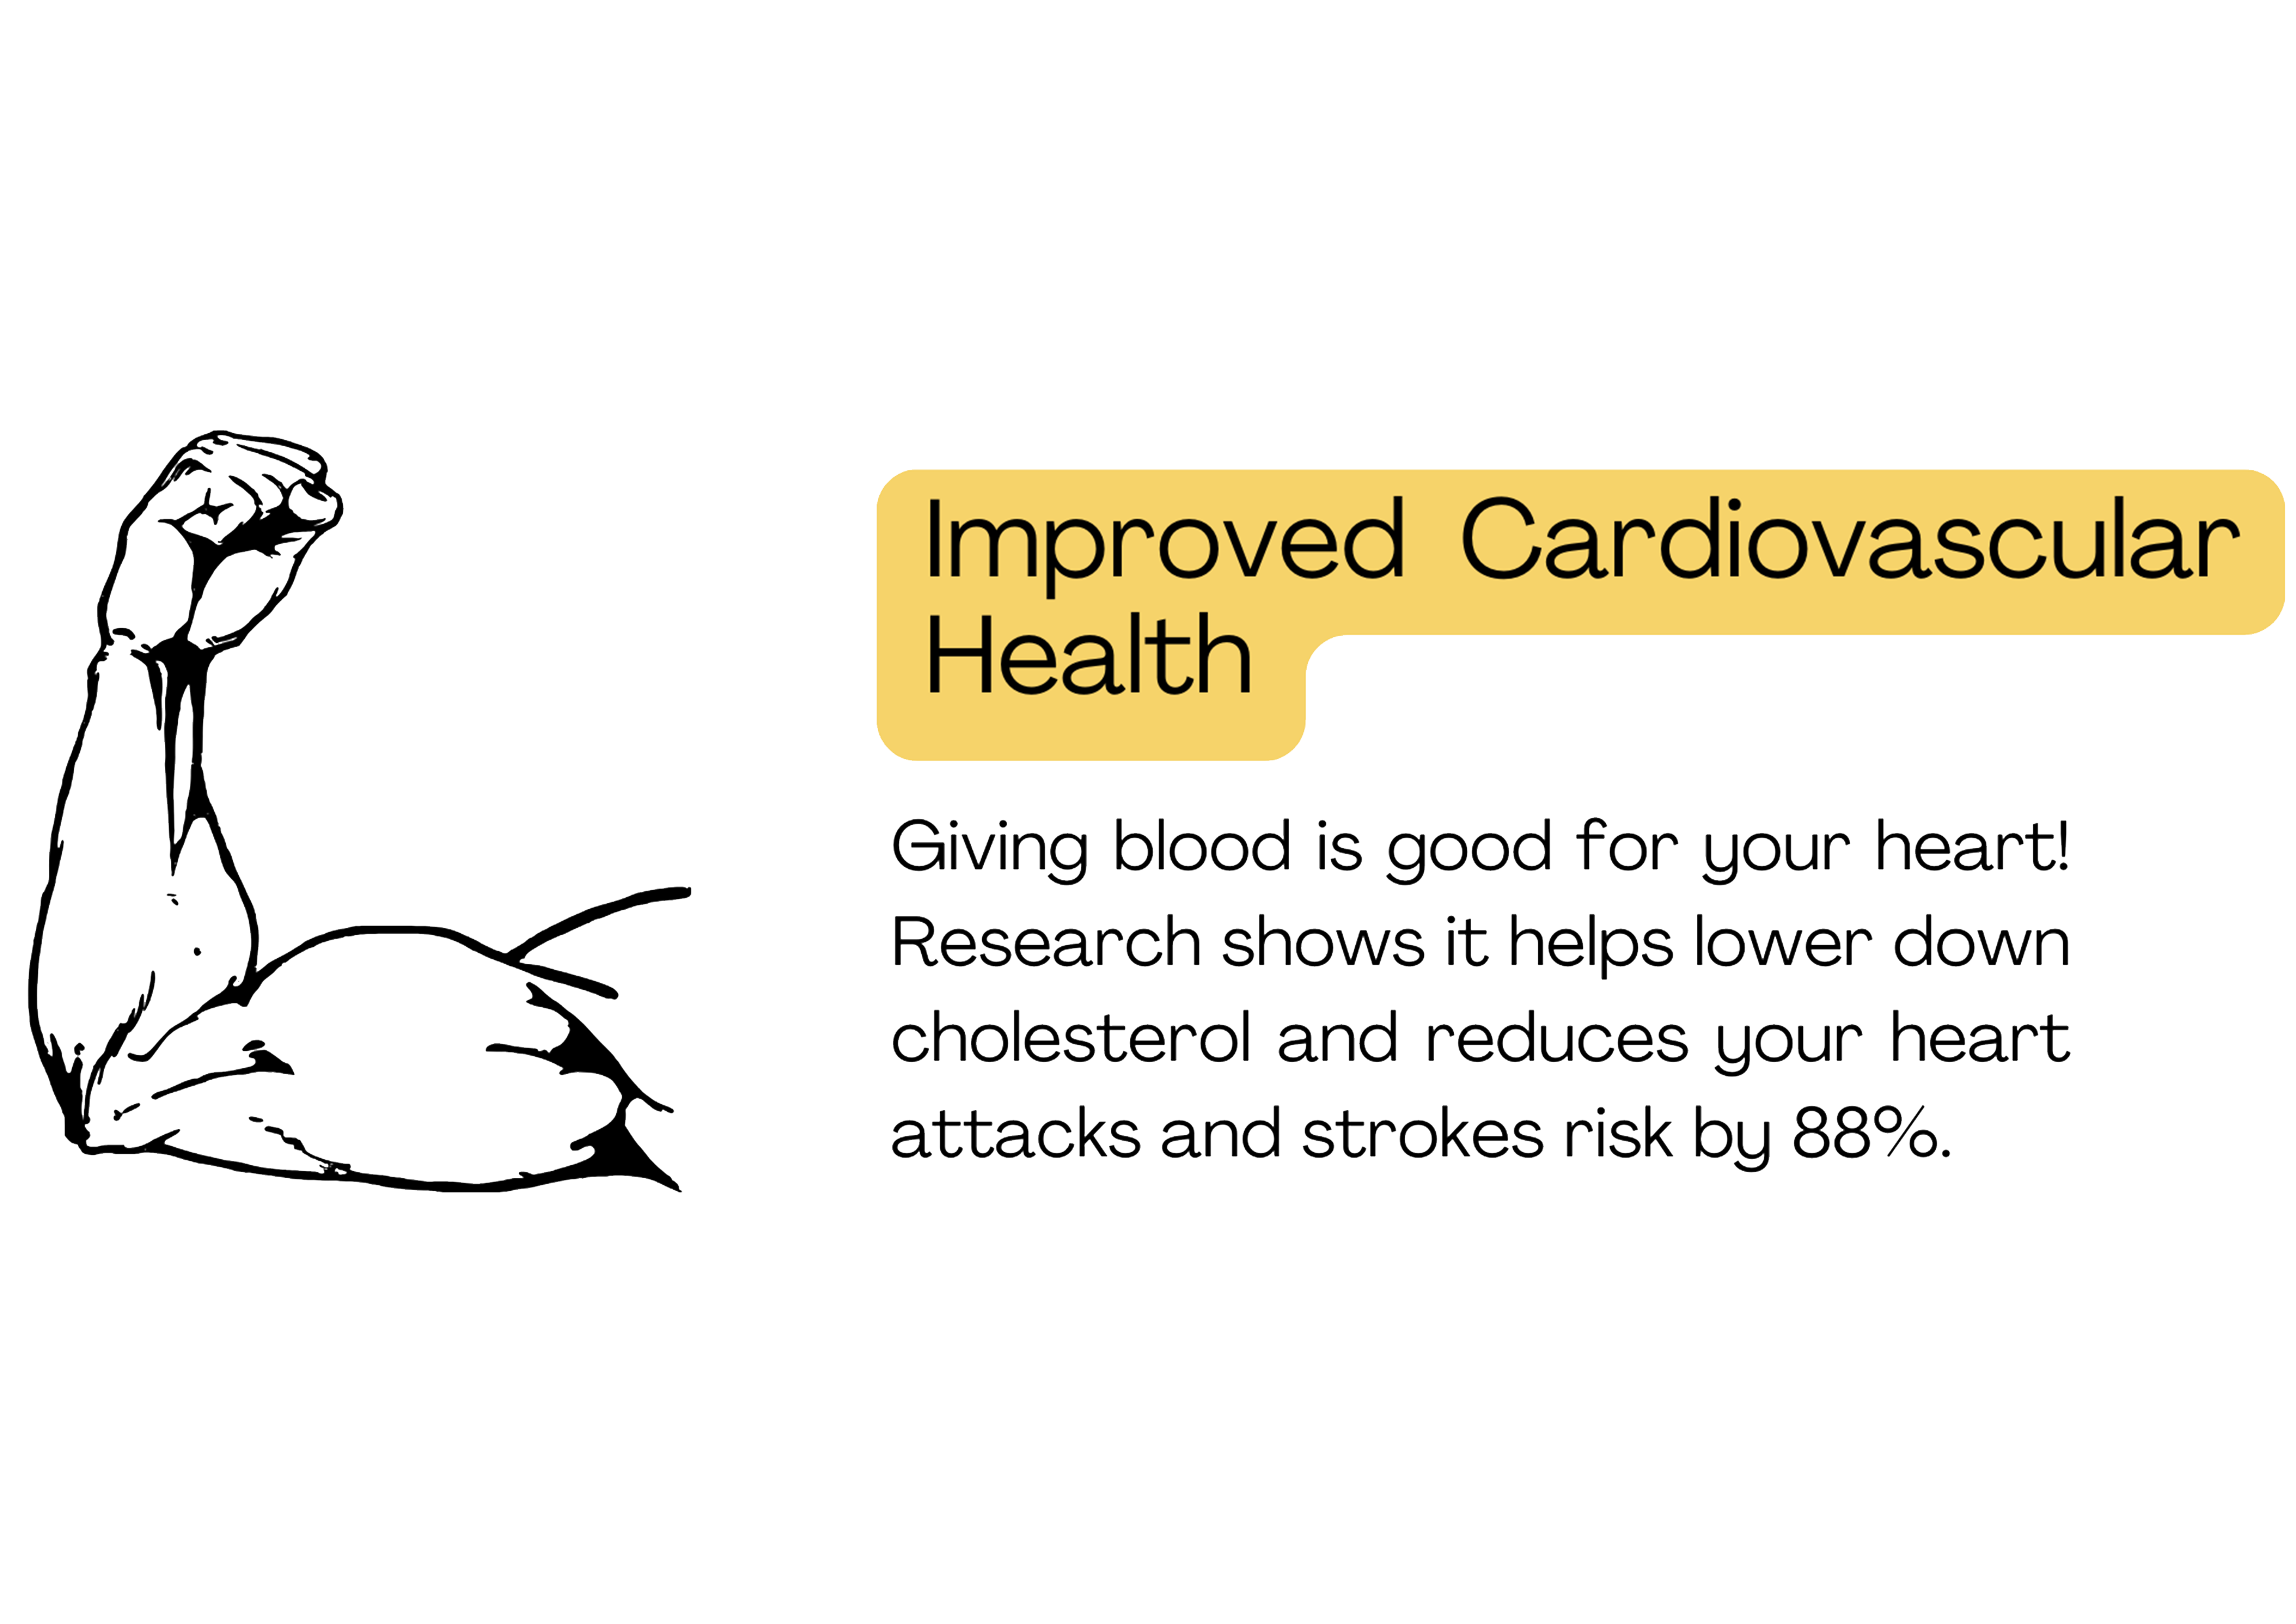 Improved Cardiovascular
Health
Giving blood is good for your heart!
Research shows it helps lower down
cholesterol and reduces your heart
attacks and strokes risk by 88%.